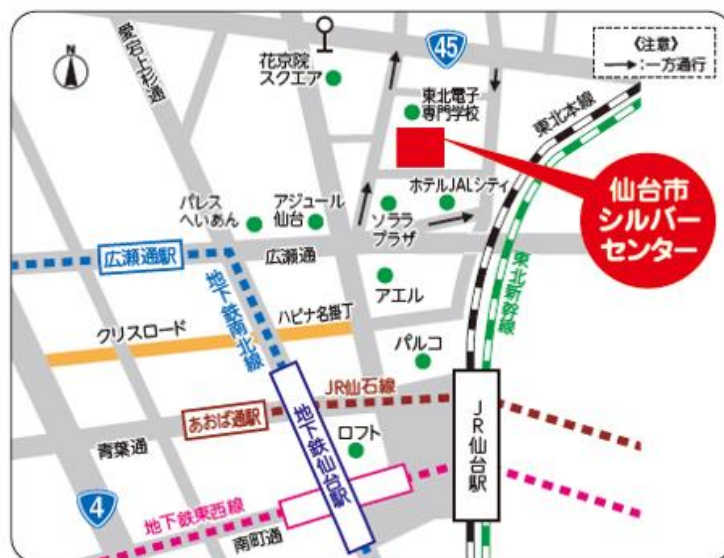 N
愛宕上杉通
花京院
スクエア
45
《注意》
→:一方通行
東北電子
専門学校
東北本線
仙台市
シルバー
センター
パレス
へいあん
アジュール
仙台
ソララ
プラザ
ホテルJALシティ
広瀬通駅
広瀬通
地下鉄南北線
アエル
東北新幹線
クリスロード
ハピナ名掛丁
パルコ
JR仙石線
あおば通駅
青葉通
地下鉄仙台駅
ロフト
JR仙台駅
4
地下鉄東西線
南町通